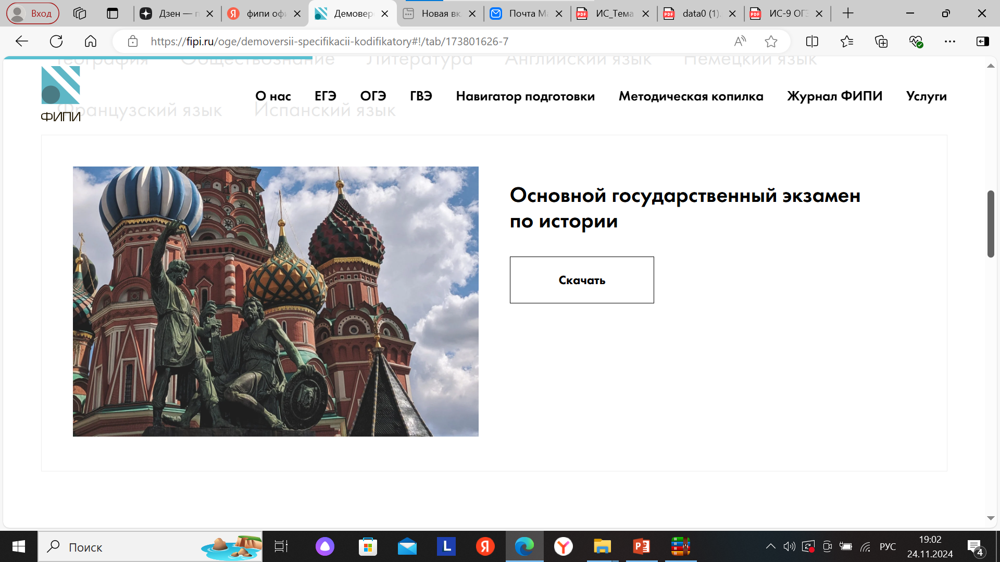 Вход
Дзен — п
фипи офи
Демовер
Новая вк
Почта Ма
ИС_Тема
data0 (1).
ИС-9 ОГЭ
https://fipi.ru/oge/demoversii-specifikacii-kodifikatory#!/tab/173801626-7
География Обществознание Литература Английский язык Немецкий язык
О нас ЕГЭ ОГЭ ГВЭ Навигатор подготовки Методическая копилка Журнал ФИПИ Услуги
Французский язык Испанский язык
ФИПИ
Основной государственный экзамен
по истории
Скачать
Поиск
L
Я
РУС
19:02
24.11.2024
4